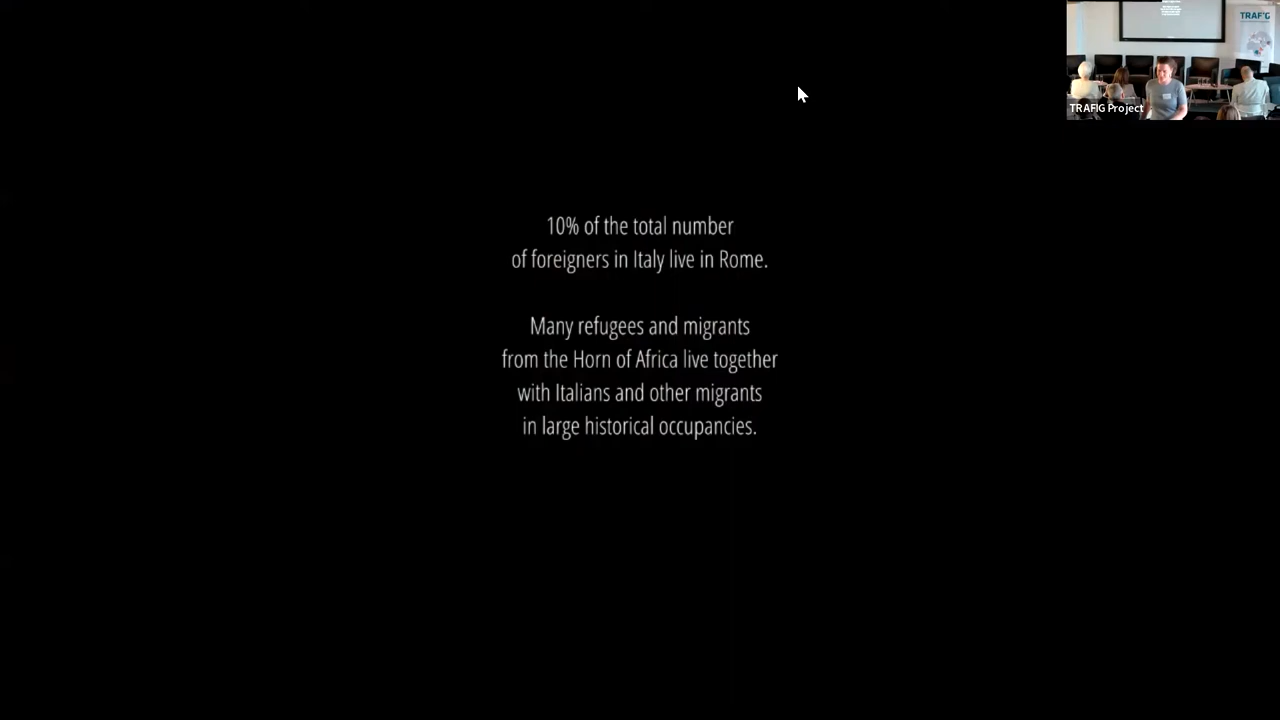 TRAFIG
TRAFIG Project
10% of the total number
of foreigners in Italy live in Rome.
Many refugees and migrants
from the Horn of Africa live together
with Italians and other migrants
in large historical occupancies.